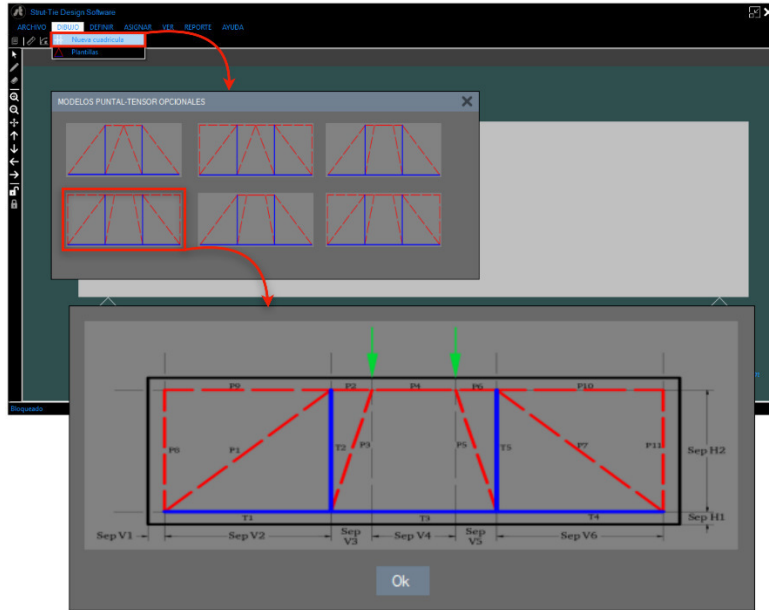 Strut-Tie Design Software
ARCHIVO DIBUJO DEFINIR ASIGNAR VER REPORTE AYUDA
Nueva cuadricula
Plantillas
MODELOS PUNTAL-TENSOR OPCIONALES
P9 P2 P4 P6 P10
P8 P1 T2 P3 P5 T5 P7 P11
Sep H2
T1 T3 T4
Sep H1
Sep V1 Sep V2 Sep V3 Sep V4 Sep V5 Sep V6
Ok
Bloqueado